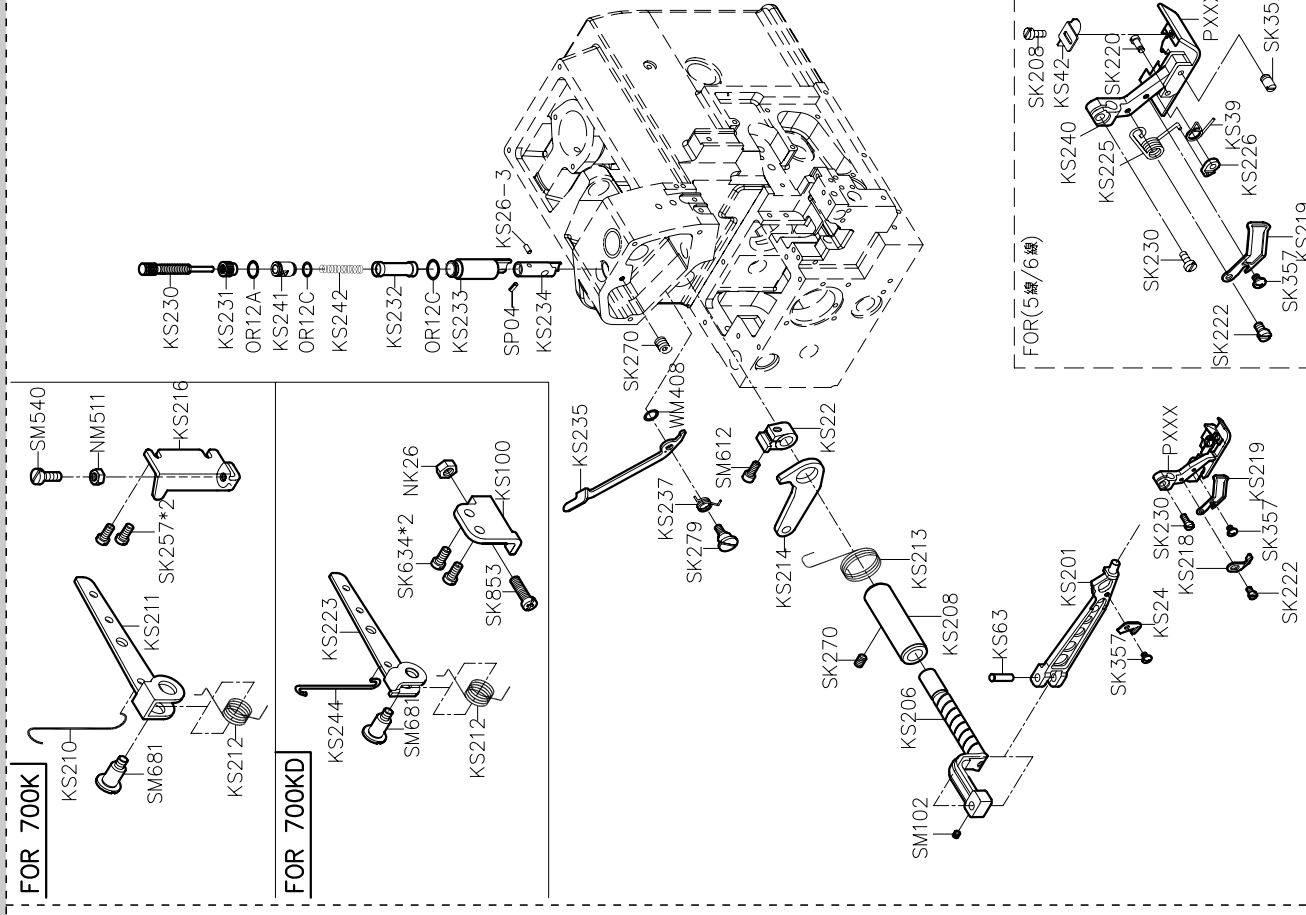 FOR 700K
KS210
SM681
KS212
KS211
SK257*2
SM540
NM511
KS216
FOR 700KD
KS244
SM681
KS212
KS223
SK634*2
SK853
NK26
KS100
KS230
KS231
OR12A
KS241
OR12C
KS242
KS232
OR12C
KS233
SP04
KS234
KS26-3
SK270
WM408
KS235
KS237
SK279
SM612
KS22
KS214
KS213
KS208
SK270
KS206
SM102
KS63
KS201
KS24
SK357
PXXX
SK230
KS218
KS219
SK357
SK222
FOR(5線/6線)
SK208
KS42
SK220
KS240
KS225
KS39
KS226
SK230
SK222
SK357
KS219